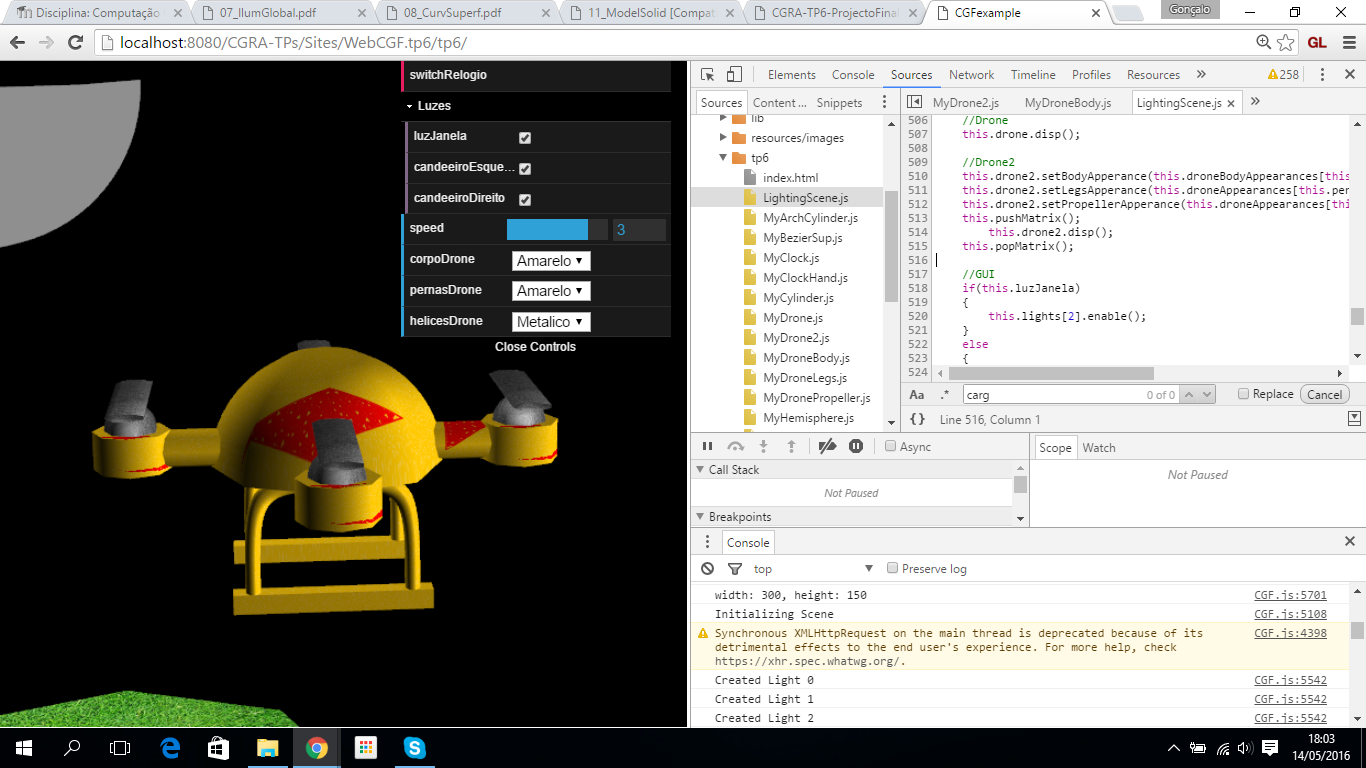 Disciplina: Computação
07_IlumGlobal.pdf
08_CurvSuperf.pdf
11_ModelSolid [Compat
CGRA-TP6-ProjectoFinal
CGFexample
Gonçalo
localhost:8080/CGRA-TPs/Sites/WebCGF.tp6/tp6/
GL
switchRelogio
Luzes
luzJanela
candeeiroEsque...
candeeiroDireito
speed 3
corpoDrone Amarelo
pernasDrone Amarelo
helicesDrone Metalico
Close Controls
Elements Console Sources Network Timeline Profiles Resources » 258
Sources Content ... Snippets
MyDrone2.js MyDroneBody.js LightingScene.js »
lib
resources/images
tp6
index.html
LightingScene.js
MyArchCylinder.js
MyBezierSup.js
MyClock.js
MyClockHand.js
MyCylinder.js
MyDrone.js
MyDrone2.js
MyDroneBody.js
MyDroneLegs.js
MyDronePropeller.js
MyHemisphere.js
506 //Drone
507 this.drone.disp();
508
509 //Drone2
510 this.drone2.setBodyApperance(this.droneBodyAppearances[this
511 this.drone2.setLegsApperance(this.droneAppearances[this.per
512 this.drone2.setPropellerApperance(this.droneAppearances[thi
513 this.pushMatrix();
514 this.drone2.disp();
515 this.popMatrix();
516
517 //GUI
518 if(this.luzJanela)
519 {
520 this.lights[2].enable();
521 }
522 else
523 {
524
Aa .* carg 0 of 0 Replace Cancel
{} Line 516, Column 1
Async
Call Stack
Not Paused
Breakpoints
Scope Watch
Not Paused
Console
top Preserve log
width: 300, height: 150 CGF.js:5701
Initializing Scene CGF.js:5108
Synchronous XMLHttpRequest on the main thread is deprecated because of its CGF.js:4398
detrimental effects to the end user's experience. For more help, check
https://xhr.spec.whatwg.org/.
Created Light 0 CGF.js:5542
Created Light 1 CGF.js:5542
Created Light 2 CGF.js:5542
18:03
14/05/2016